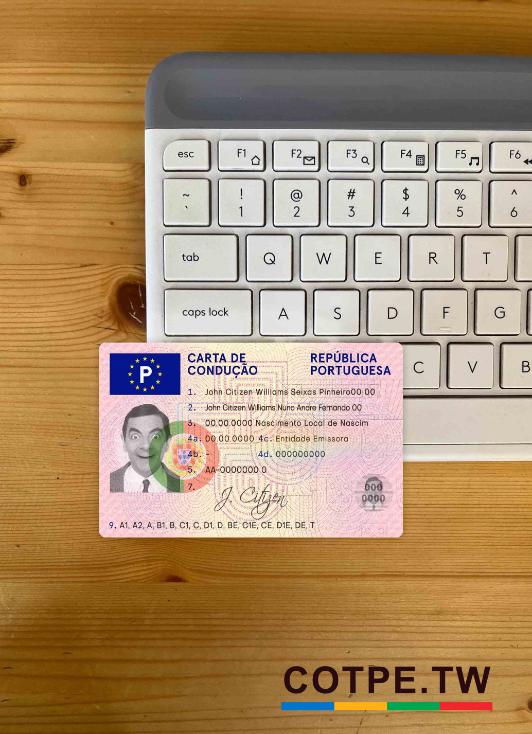 esc F1 F2 F3 F4 F5 F6
~ ! @ # $ % ^
` 1 2 3 4 5 6
tab Q W E R T
caps lock A S D F G
C V B
P
CARTA DE CONDUÇÃO
REPÚBLICA PORTUGUESA
1. John Citizen Williams Seixas Pinheiro00 00
2. John Citizen Williams Nuno Andre Fernando 00
3. 00.00.0000 Nascimento Local de Nascim
4a. 00.00.0000 4c. Entidade Emissora
4b. - 4d. 000000000
5. AA-0000000 0
7. J. Citizen
000
0000
9. A1, A2, A, B1, B, C1, C, D1, D, BE, C1E, CE, D1E, DE, T
COTPE.TW